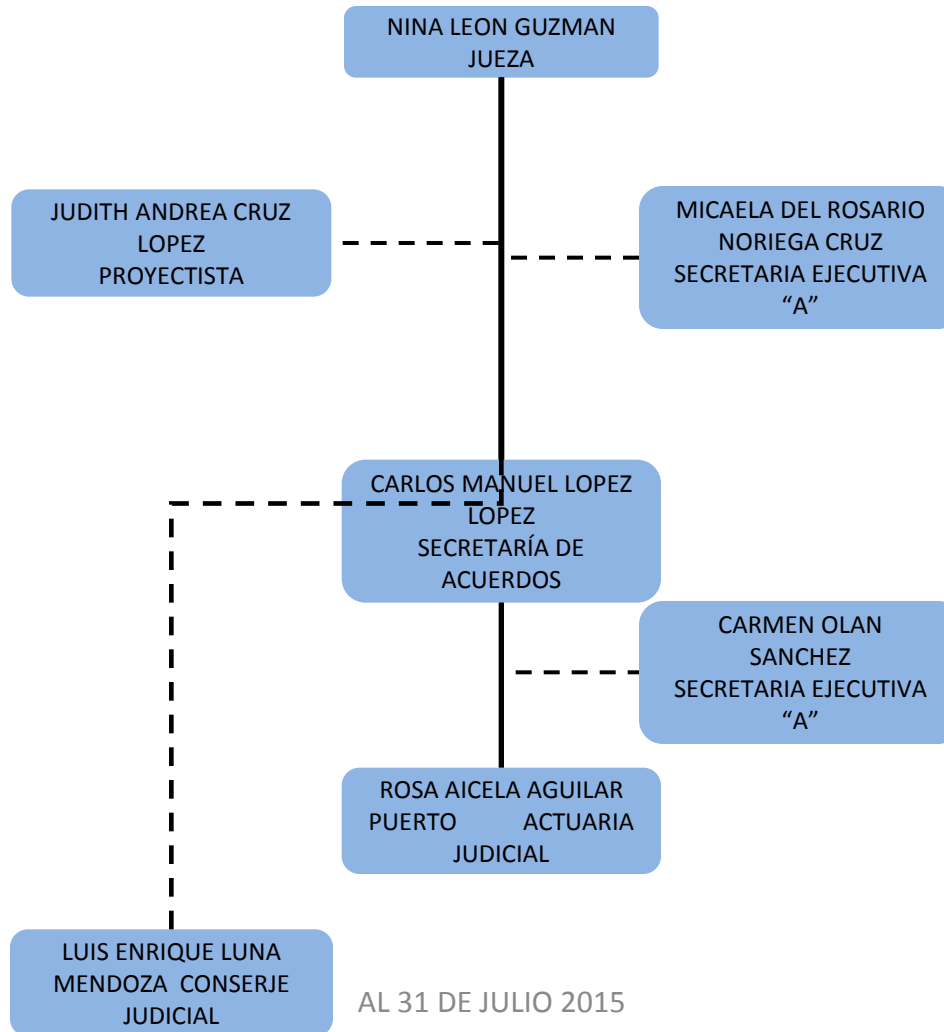 NINA LEON GUZMAN
JUEZA
JUDITH ANDREA CRUZ
LOPEZ
PROYECTISTA
MICAELA DEL ROSARIO
NORIEGA CRUZ
SECRETARIA EJECUTIVA
“A”
CARLOS MANUEL LOPEZ
LOPEZ
SECRETARÍA DE
ACUERDOS
CARMEN OLAN
SANCHEZ
SECRETARIA EJECUTIVA
“A”
ROSA AICELA AGUILAR
PUERTO ACTUARIA
JUDICIAL
LUIS ENRIQUE LUNA
MENDOZA CONSERJE
JUDICIAL
AL 31 DE JULIO 2015